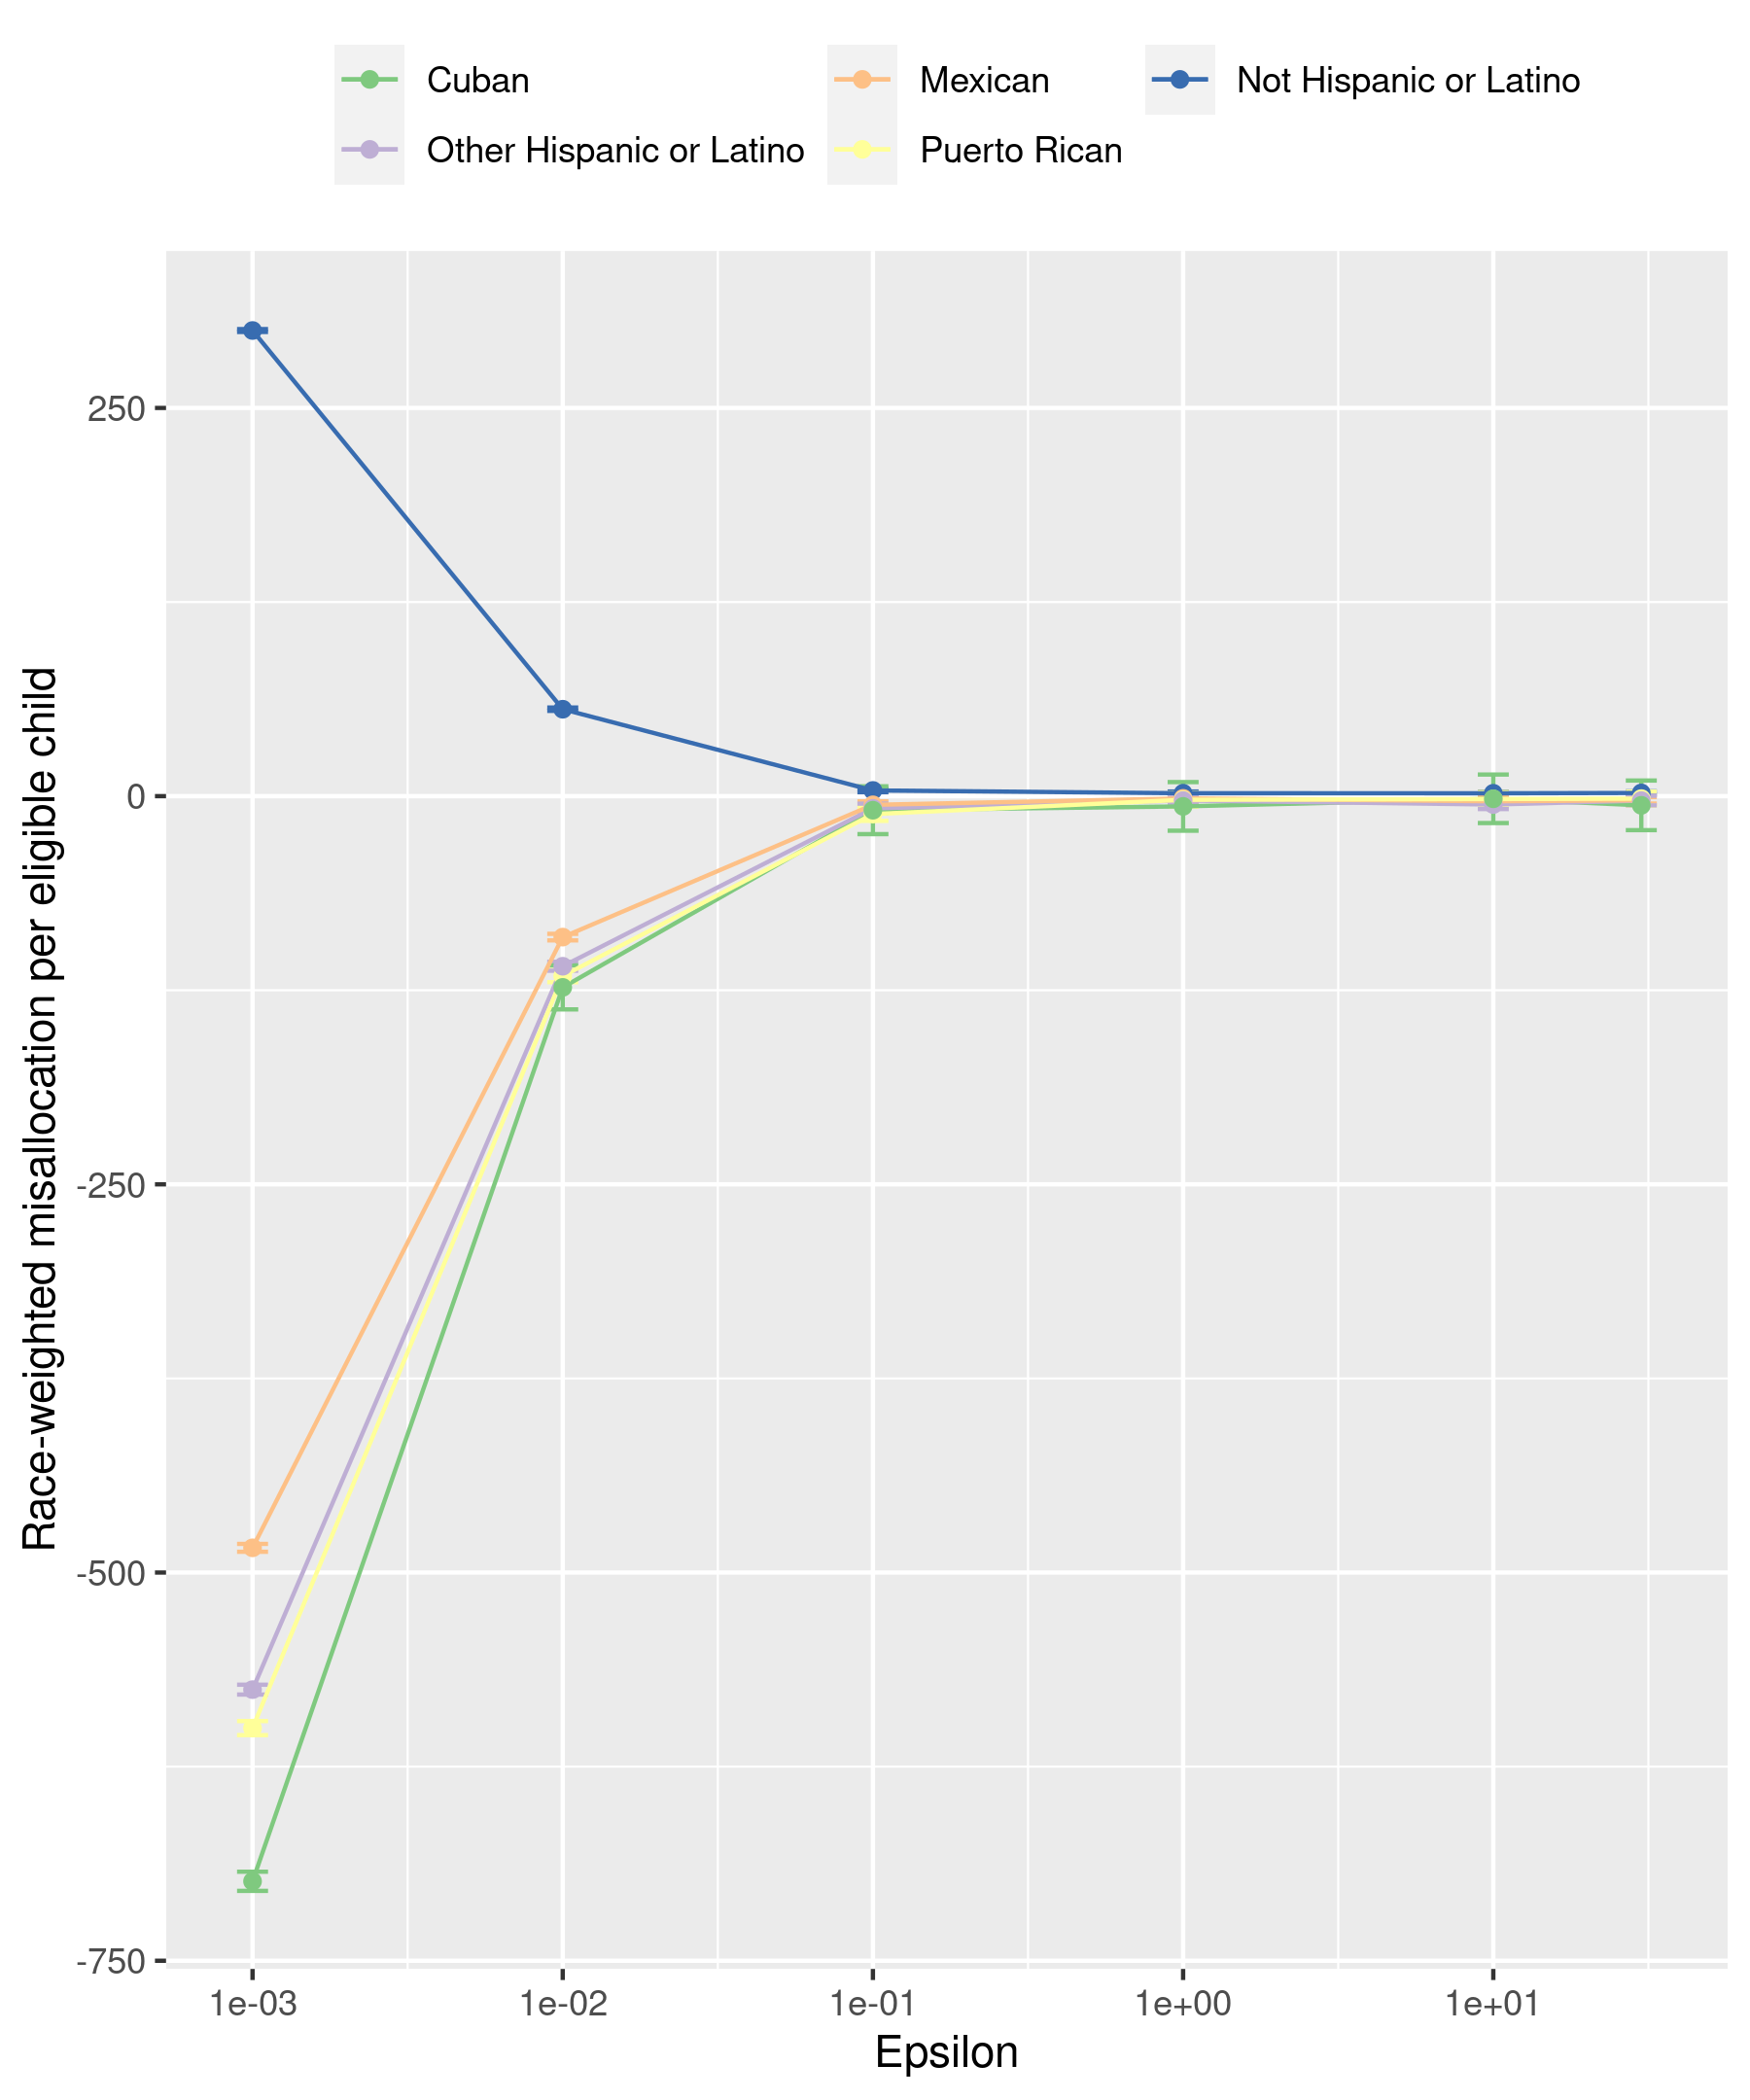 Cuban
Mexican
Not Hispanic or Latino
Other Hispanic or Latino
Puerto Rican
Race-weighted misallocation per eligible child
250
0
-250
-500
-750
1e-03
1e-02
1e-01
1e+00
1e+01
Epsilon